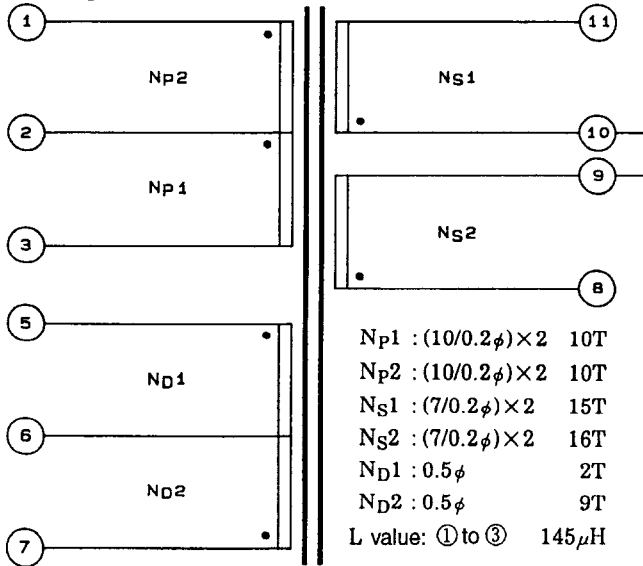 ①
NP2
②
NP1
③
⑤
ND1
⑥
ND2
⑦
⑪
NS1
⑩
⑨
NS2
⑧
NP1 : (10/0.2φ)×2 10T
NP2 : (10/0.2φ)×2 10T
NS1 : (7/0.2φ)×2 15T
NS2 : (7/0.2φ)×2 16T
ND1 : 0.5φ 2T
ND2 : 0.5φ 9T
L value: ① to ③ 145μH